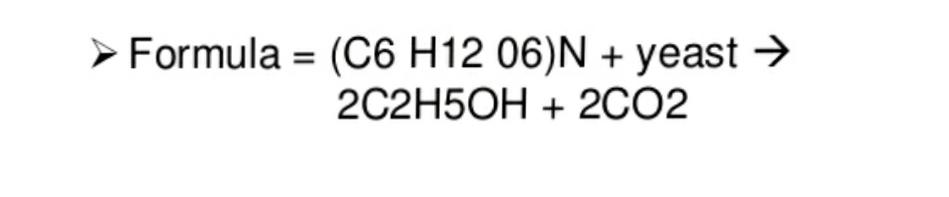 ➢ Formula = (C6 H12 06)N + yeast →
2C2H5OH + 2CO2